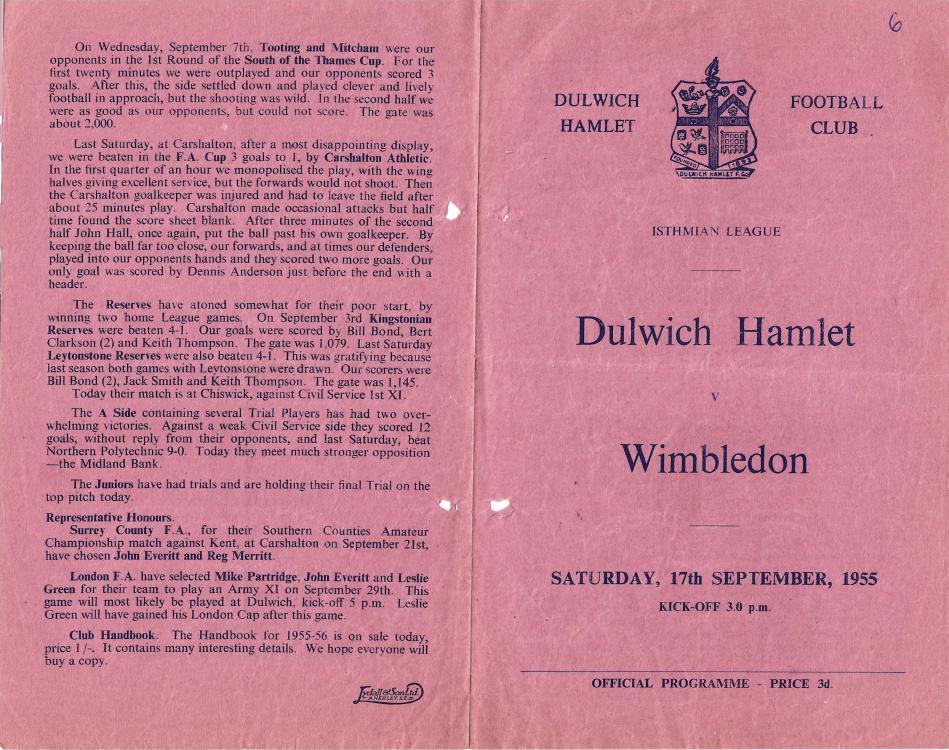 On Wednesday, September 7th, Tooting and Mitcham were our
opponents in the 1st Round of the South of the Thames Cup. For the
first twenty minutes we were outplayed and our opponents scored 3
goals. After this, the side settled down and played clever and lively
football in approach, but the shooting was wild. In the second half we
were as good as our opponents, but could not score. The gate was
about 2,000.
Last Saturday, at Carshalton, after a most disappointing display,
we were beaten in the F.A. Cup 3 goals to 1, by Carshalton Athletic.
In the first quarter of an hour we monopolised the play, with the wing
halves giving excellent service, but the forwards would not shoot. Then
the Carshalton goalkeeper was injured and had to leave the field after
about 25 minutes play. Carshalton made occasional attacks but half
time found the score sheet blank. After three minutes of the second
half John Hall, once again, put the ball past his own goalkeeper. By
keeping the ball far too close, our forwards, and at times our defenders,
played into our opponents hands and they scored two more goals. Our
only goal was scored by Dennis Anderson just before the end with a
header.
The Reserves have atoned somewhat for their poor start, by
winning two home League games. On September 3rd Kingstonian
Reserves were beaten 4-1. Our goals were scored by Bill Bond, Bert
Clarkson (2) and Keith Thompson. The gate was 1,079. Last Saturday
Leytonstone Reserves were also beaten 4-1. This was gratifying because
last season both games with Leytonstone were drawn. Our scorers were
Bill Bond (2), Jack Smith and Keith Thompson. The gate was 1,145.
Today their match is at Chiswick, against Civil Service 1st XI.
The A Side containing several Trial Players has had two over-
whelming victories. Against a weak Civil Service side they scored 12
goals, without reply from their opponents, and last Saturday, beat
Northern Polytechnic 9-0. Today they meet much stronger opposition
—the Midland Bank.
The Juniors have had trials and are holding their final Trial on the
top pitch today.
Representative Honours.
Surrey County F.A., for their Southern Counties Amateur
Championship match against Kent, at Carshalton on September 21st,
have chosen John Everitt and Reg Merritt.
London F.A. have selected Mike Partridge, John Everitt and Leslie
Green for their team to play an Army XI on September 29th. This
game will most likely be played at Dulwich, kick-off 5 p.m. Leslie
Green will have gained his London Cap after this game.
Club Handbook. The Handbook for 1955-56 is on sale today,
price 1/-. It contains many interesting details. We hope everyone will
buy a copy.
Lydall & Son Ltd.
ANERLEY, S.E.20
6
DULWICH
HAMLET
FOOTBALL
CLUB
FOUNDED 1893
DULWICH HAMLET F.C.
ISTHMIAN LEAGUE
Dulwich Hamlet
v
Wimbledon
SATURDAY, 17th SEPTEMBER, 1955
KICK-OFF 3.0 p.m.
OFFICIAL PROGRAMME - PRICE 3d.